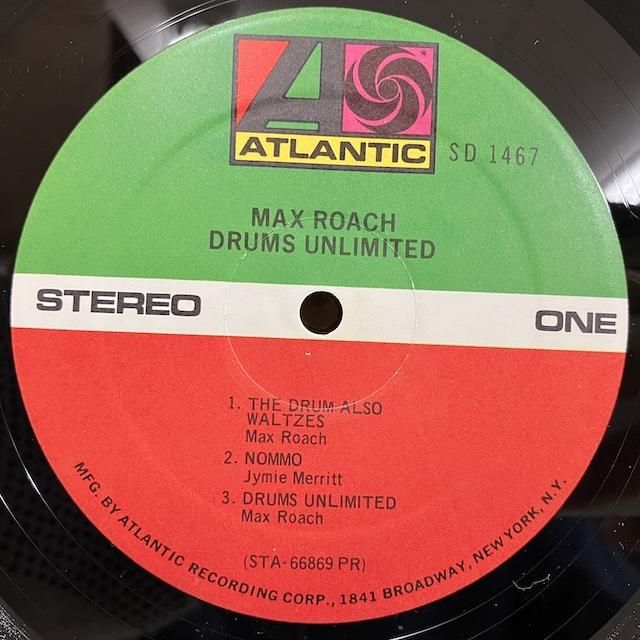 ATLANTIC
SD 1467
MAX ROACH
DRUMS UNLIMITED
STEREO
ONE
1. THE DRUM ALSO
WALTZES
Max Roach
2. NOMMO
Jymie Merritt
3. DRUMS UNLIMITED
Max Roach
(STA-66869 PR)
MFG. BY ATLANTIC RECORDING CORP., 1841 BROADWAY, NEW YORK, N.Y.